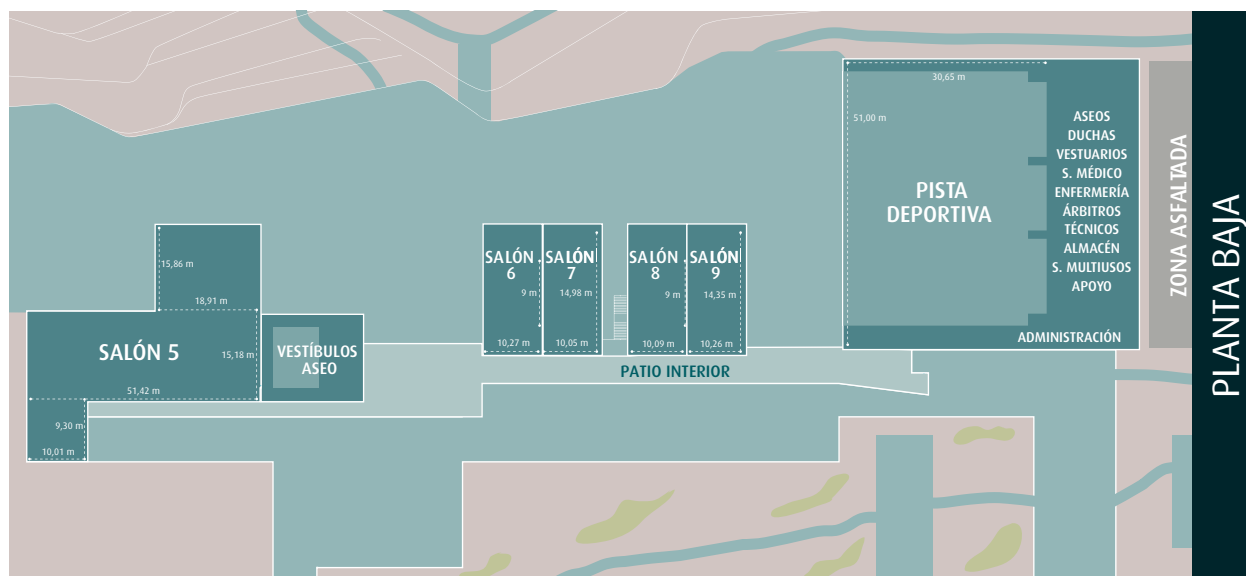 30,65 m
51,00 m
PISTA
DEPORTIVA
ASEOS
DUCHAS
VESTUARIOS
S. MÉDICO
ENFERMERÍA
ÁRBITROS
TÉCNICOS
ALMACÉN
S. MULTIUSOS
APOYO
ADMINISTRACIÓN
ZONA ASFALTADA
PLANTA BAJA
15,86 m
18,91 m
SALÓN 5
15,18 m
51,42 m
9,30 m
10,01 m
VESTÍBULOS
ASEO
SALÓN
6
9 m
10,27 m
SALÓN
7
14,98 m
10,05 m
SALÓN
8
9 m
10,09 m
SALÓN
9
14,35 m
10,26 m
PATIO INTERIOR